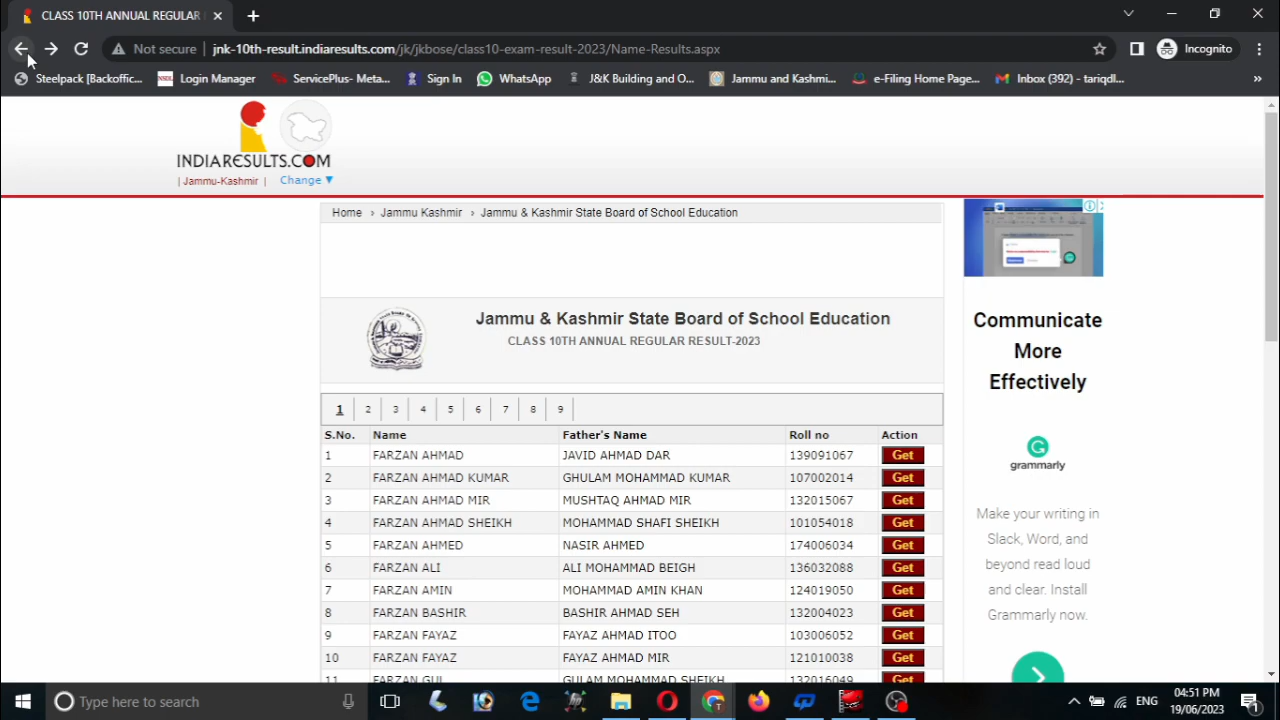 CLASS 10TH ANNUAL REGULAR
Not secure jnk-10th-result.indiaresults.com/jk/jkbose/class10-exam-result-2023/Name-Results.aspx Incognito
Steelpack [Backoffic... Login Manager ServicePlus- Meta... Sign In WhatsApp J&K Building and O... Jammu and Kashmi... e-Filing Home Page... Inbox (392) - tariqdl... »
INDIARESULTS.COM
| Jammu-Kashmir | Change ▼
Home › Jammu Kashmir › Jammu & Kashmir State Board of School Education
Jammu & Kashmir State Board of School Education
CLASS 10TH ANNUAL REGULAR RESULT-2023
1 2 3 4 5 6 7 8 9
S.No. Name Father's Name Roll no Action
1 FARZAN AHMAD JAVID AHMAD DAR 139091067 Get
2 FARZAN AHMAD KUMAR GHULAM MOHAMMAD KUMAR 107002014 Get
3 FARZAN AHMAD MIR MUSHTAQ AHMAD MIR 132015067 Get
4 FARZAN AHMAD SHEIKH MOHAMMAD SHAFI SHEIKH 101054018 Get
5 FARZAN AHMED NASIR AHMED 174006034 Get
6 FARZAN ALI ALI MOHAMMAD BEIGH 136032088 Get
7 FARZAN AMIN MOHAMMAD AMIN KHAN 124019050 Get
8 FARZAN BASHIR BASHIR AHMAD SEH 132004023 Get
9 FARZAN FAYAZ FAYAZ AHMAD ITOO 103006052 Get
10 FARZAN FAYAZ FAYAZ AHMAD MIR 121010038 Get
11 FARZAN GUL GULAM MOHAMMAD SHEIKH 132016049 Get
Communicate
More
Effectively
grammarly
Make your writing in
Slack, Word, and
beyond read loud
and clear. Install
Grammarly now.
Type here to search
ENG
04:51 PM
19/06/2023
1